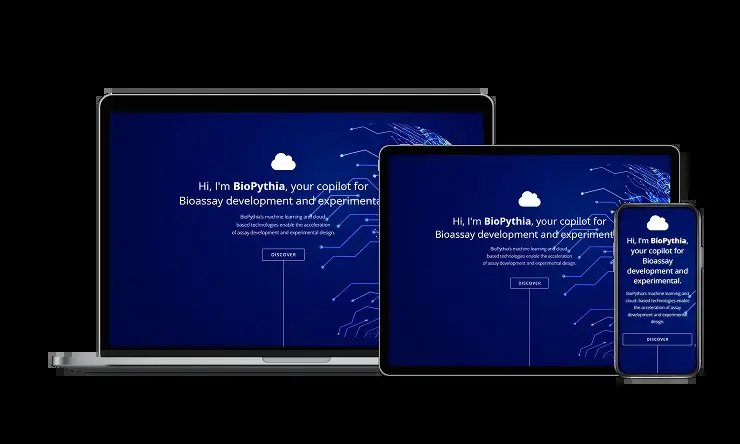 Hi, I'm BioPythia, your copilot for
Bioassay development and experimenta
BioPythia's machine learning and cloud
based technologies enable the acceleration
of assay development and experimental design.
DISCOVER
Hi, I'm BioPythia, your copilot for
Bioassay development and experiment
BioPythia's machine learning and cloud
based technologies enable the acceleration
of assay development and experimental design.
DISCOVER
Hi, I'm BioPythia,
your copilot for
Bioassay
development and
experimental.
BioPythia's machine learning and
cloud-based technologies enable
the acceleration of assay
development and experimental
design.
DISCOVER